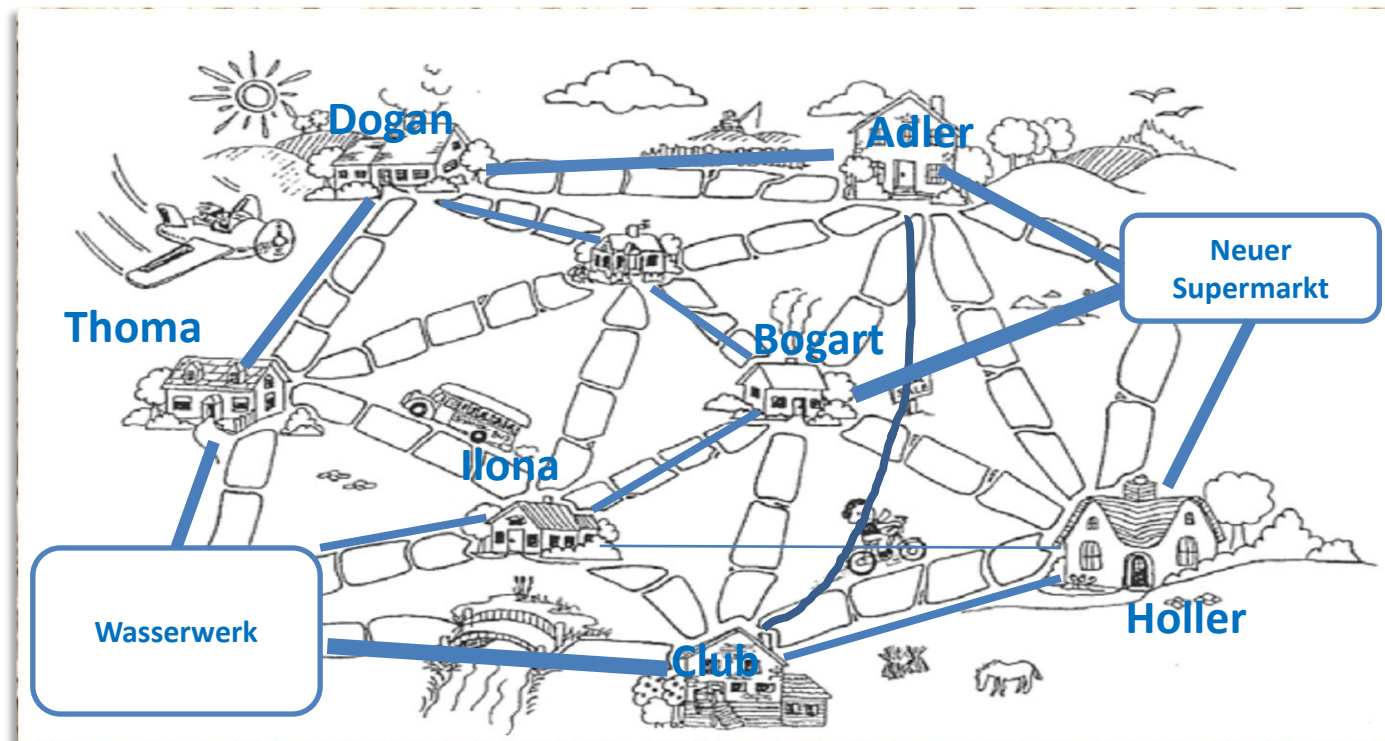 Dogan
Adler
Neuer
Supermarkt
Thoma
Bogart
Ilona
Wasserwerk
Club
Holler